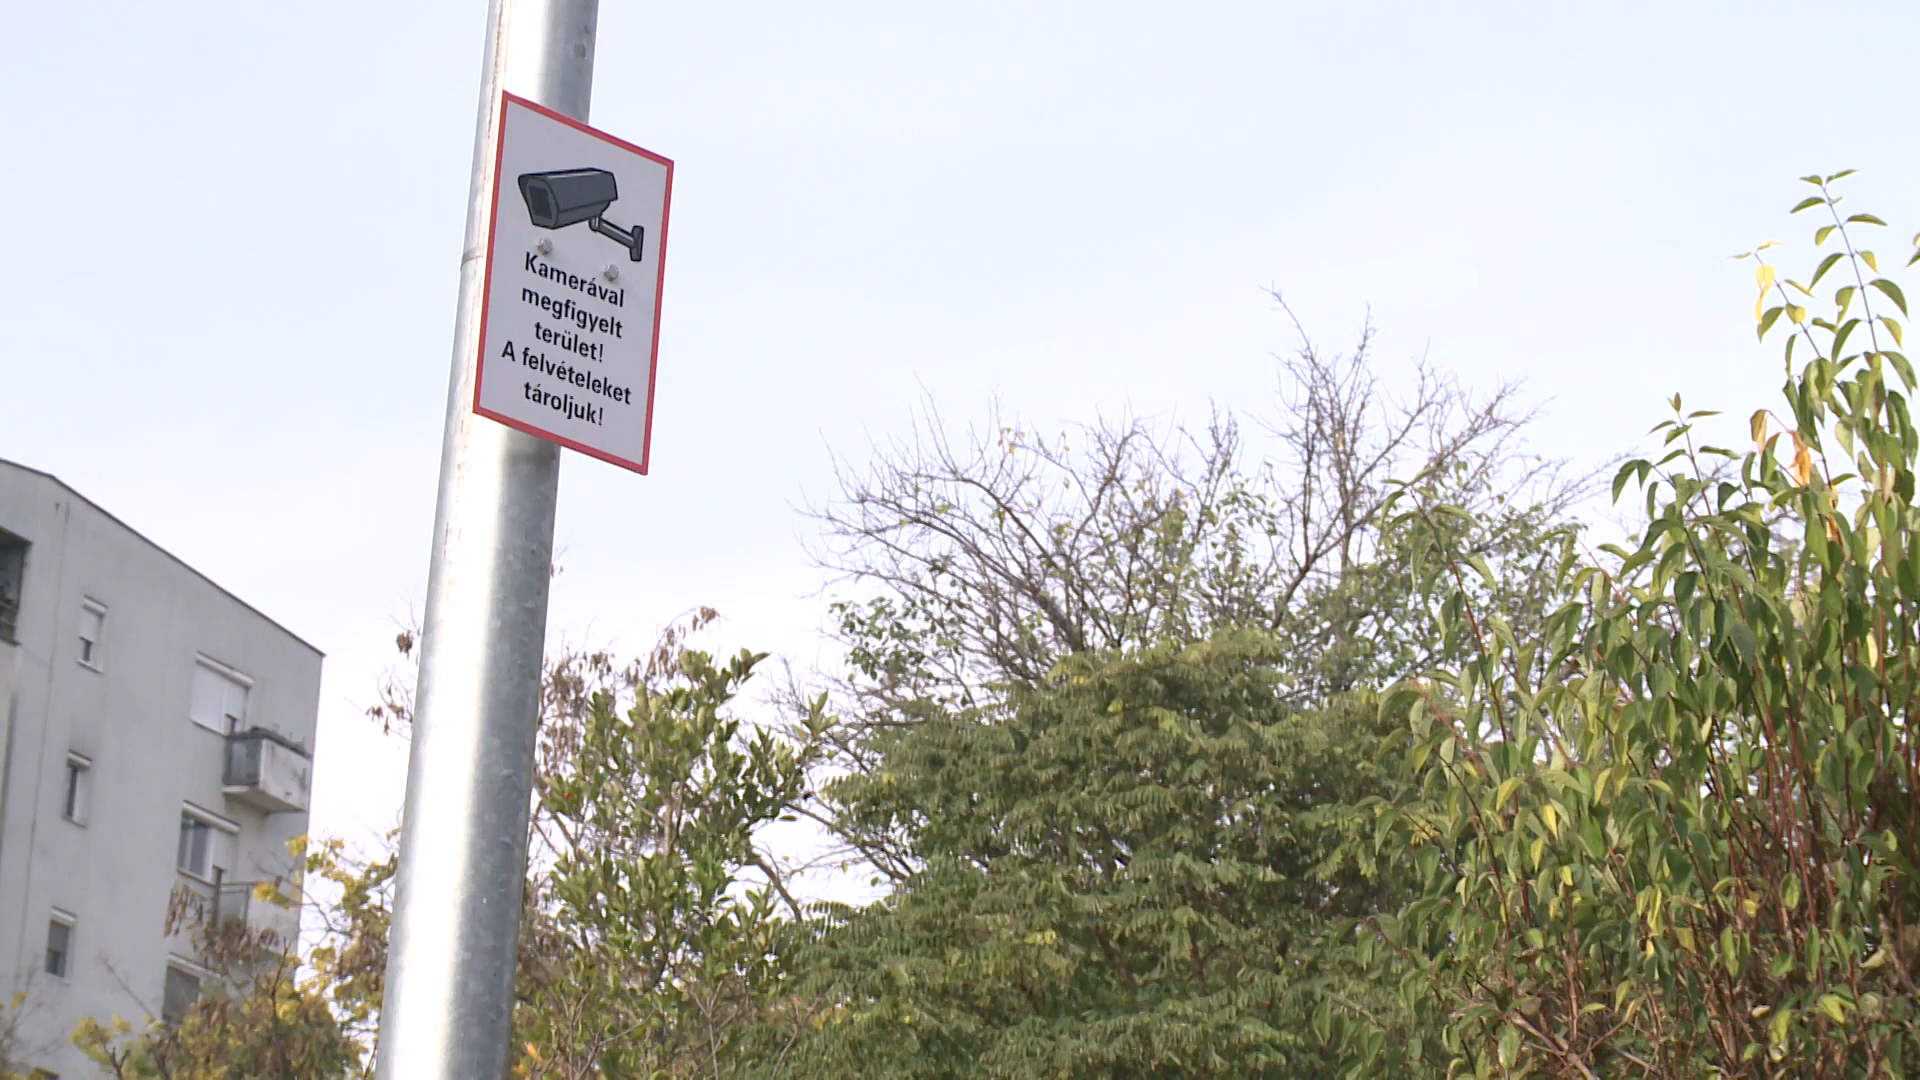 Kamerával
megfigyelt
terület!
A felvételeket
tároljuk!